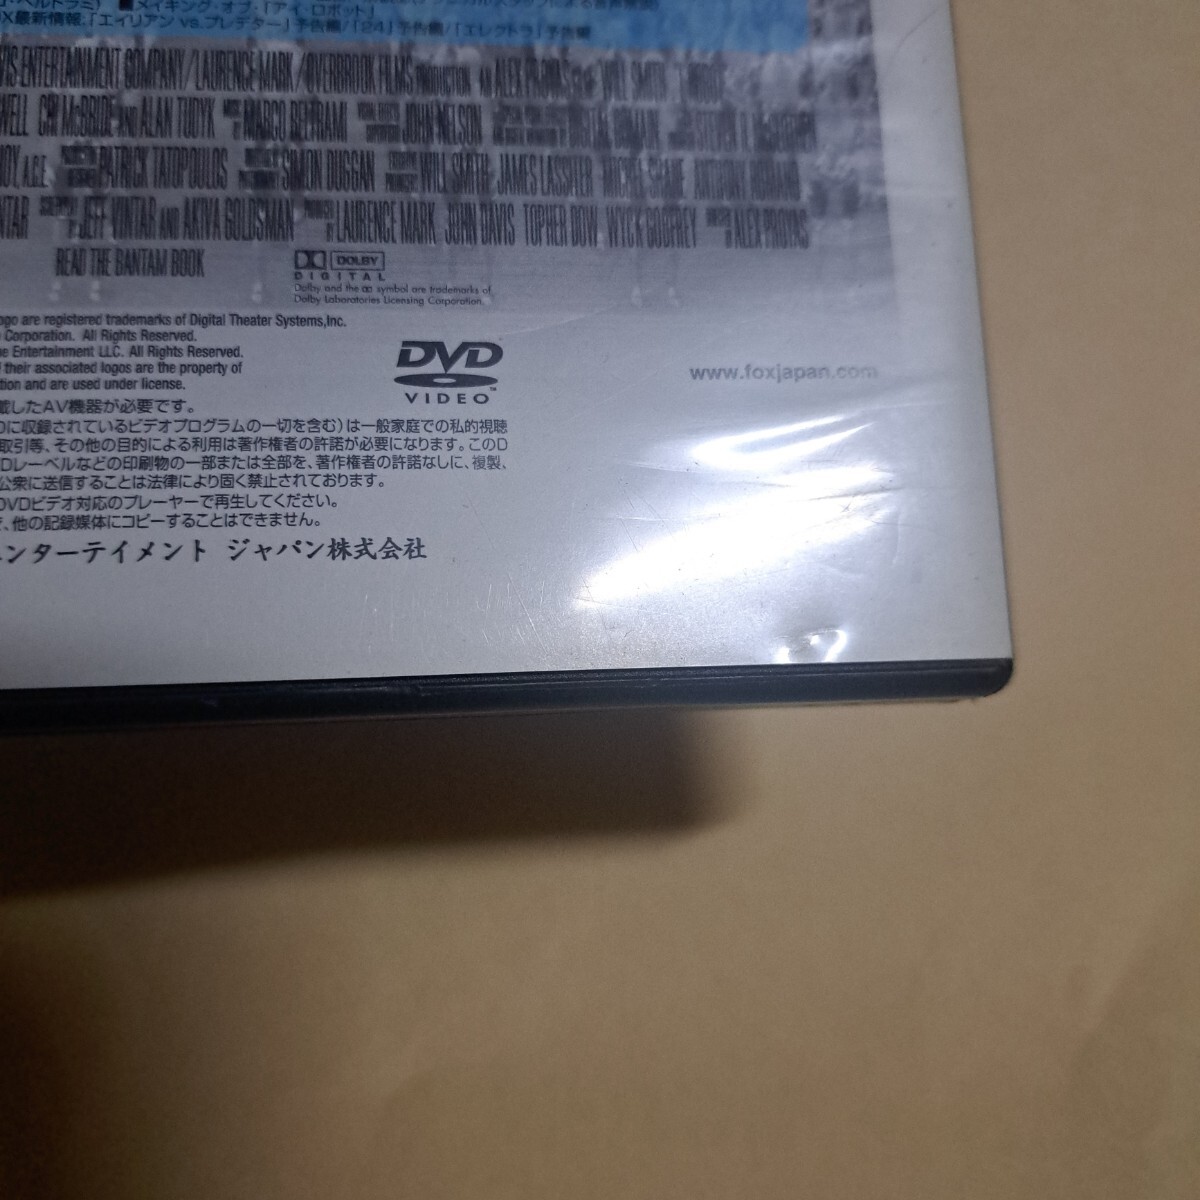 ■メイキング・オブ・「アイ,ロボット」
X最新情報:「エイリアン vs. プレデター」予告編/「24」予告編/「エレクトラ」予告編
ENTERTAINMENT COMPANY/LAURENCE MARK/OVERBROOK FILMS PRODUCTION ALEX PROYAS WILL SMITH
McBRIDE AND ALAN TUDYK MARCO BELTRAMI JOHN NELSON
A.C.E. PATRICK TATOPOULOS SIMON DUGGAN WILL SMITH JAMES LASSITER MICHEL SHANE ANTHONY ROMANO
JEFF VINTAR AND AKIVA GOLDSMAN PRODUCED BY LAURENCE MARK JOHN DAVIS TOPHER DOW WYCK GODFREY ALEX PROYAS
READ THE BANTAM BOOK
DOLBY
DIGITAL
Dolby and the symbol are trademarks of
Dolby Laboratories Licensing Corporation.
ogo are registered trademarks of Digital Theater Systems,Inc.
Corporation. All Rights Reserved.
e Entertainment LLC. All Rights Reserved.
their associated logos are the property of
tion and are used under license.
DVD
VIDEO™
www.foxjapan.com
載したAV機器が必要です。
Dに収録されているビデオプログラムの一切を含む)は一般家庭での私的視聴
取引等、その他の目的による利用は著作権者の許諾が必要になります。このD
Dレーベルなどの印刷物の一部または全部を、著作権者の許諾なしに、複製、
公衆に送信することは法律により固く禁止されております。
DVDビデオ対応のプレーヤーで再生してください。
、他の記録媒体にコピーすることはできません。
ンターテイメント ジャパン株式会社